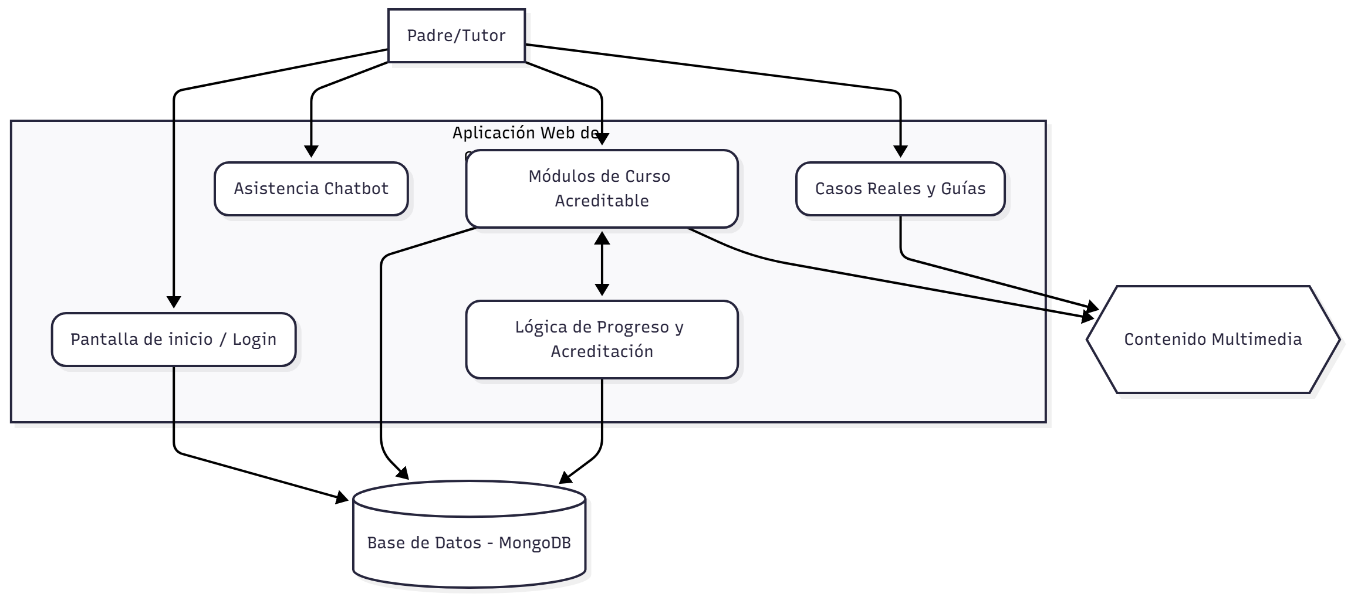 Padre/Tutor
Aplicación Web de
Asistencia Chatbot
Módulos de Curso
Acreditable
Casos Reales y Guías
Pantalla de inicio / Login
Lógica de Progreso y
Acreditación
Contenido Multimedia
Base de Datos - MongoDB